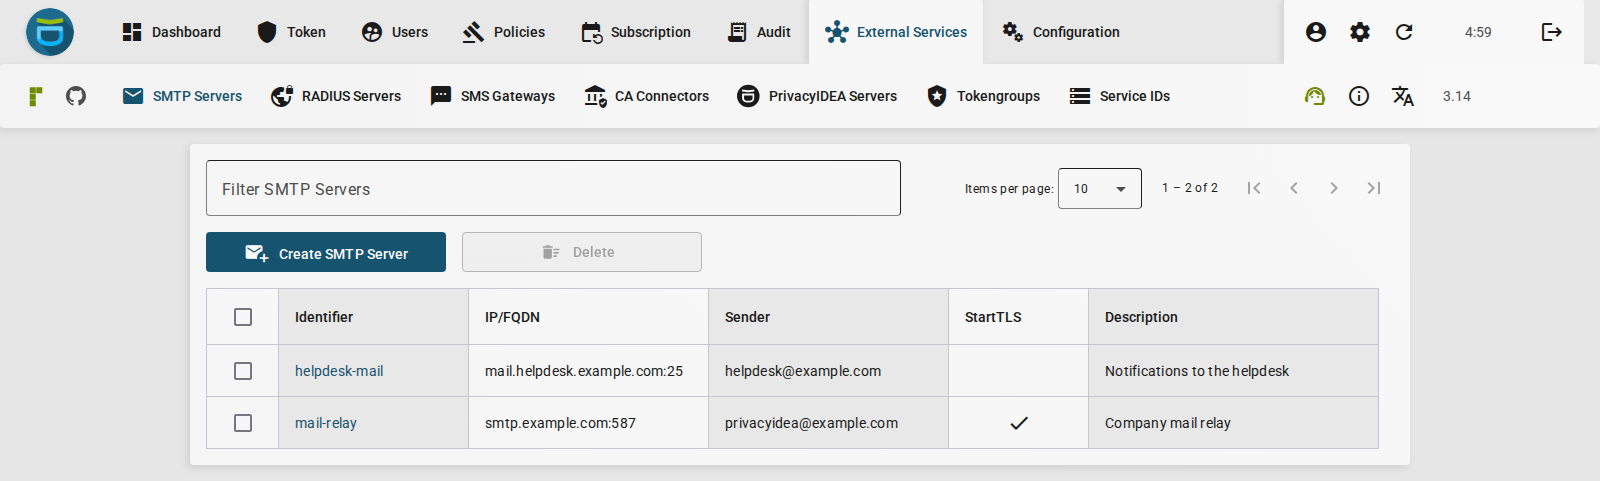 Dashboard Token Users Policies Subscription Audit External Services Configuration 4:59
SMTP Servers RADIUS Servers SMS Gateways CA Connectors PrivacyIDEA Servers Tokengroups Service IDs 3.14
Filter SMTP Servers Items per page: 10 1 – 2 of 2
Create SMTP Server Delete
Identifier IP/FQDN Sender StartTLS Description
helpdesk-mail mail.helpdesk.example.com:25 helpdesk@example.com Notifications to the helpdesk
mail-relay smtp.example.com:587 privacyidea@example.com Company mail relay